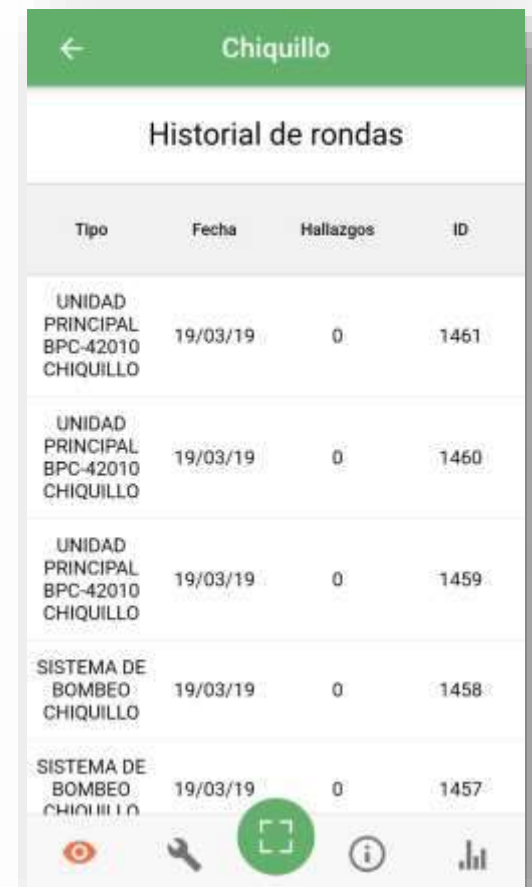 Chiquillo
Historial de rondas
Tipo Fecha Hallazgos ID
UNIDAD
PRINCIPAL
BPC-42010
CHIQUILLO
19/03/19 0 1461
UNIDAD
PRINCIPAL
BPC-42010
CHIQUILLO
19/03/19 0 1460
UNIDAD
PRINCIPAL
BPC-42010
CHIQUILLO
19/03/19 0 1459
SISTEMA DE
BOMBEO
CHIQUILLO
19/03/19 0 1458
SISTEMA DE
BOMBEO
CHIQUILLO
19/03/19 0 1457